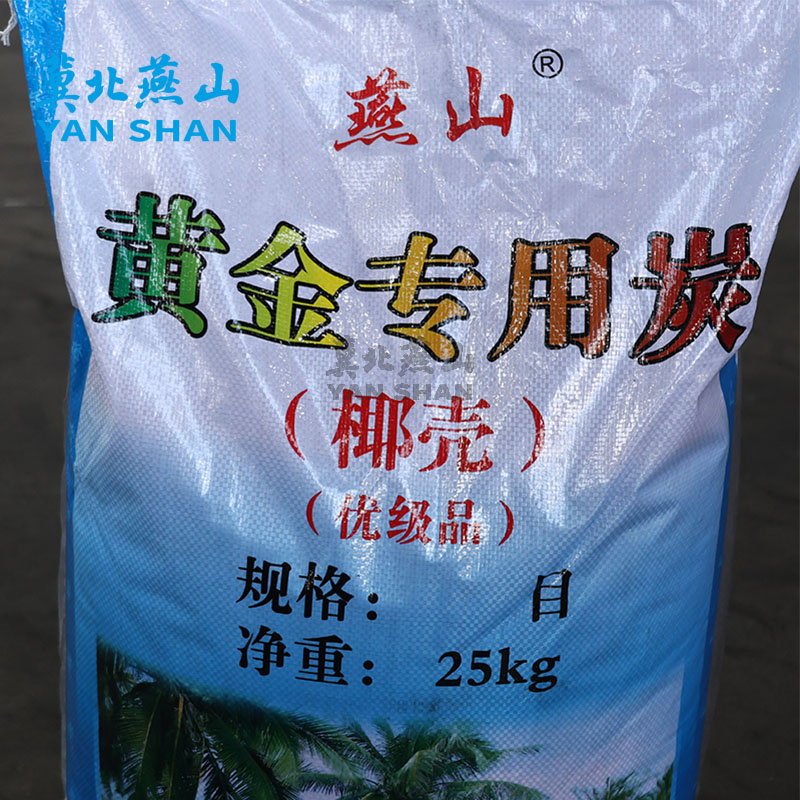 冀北燕山
YAN SHAN
燕山®
黄金专用炭
冀北燕山
YAN SHAN
（椰壳）
（优级品）
规格： 目
净重：25kg